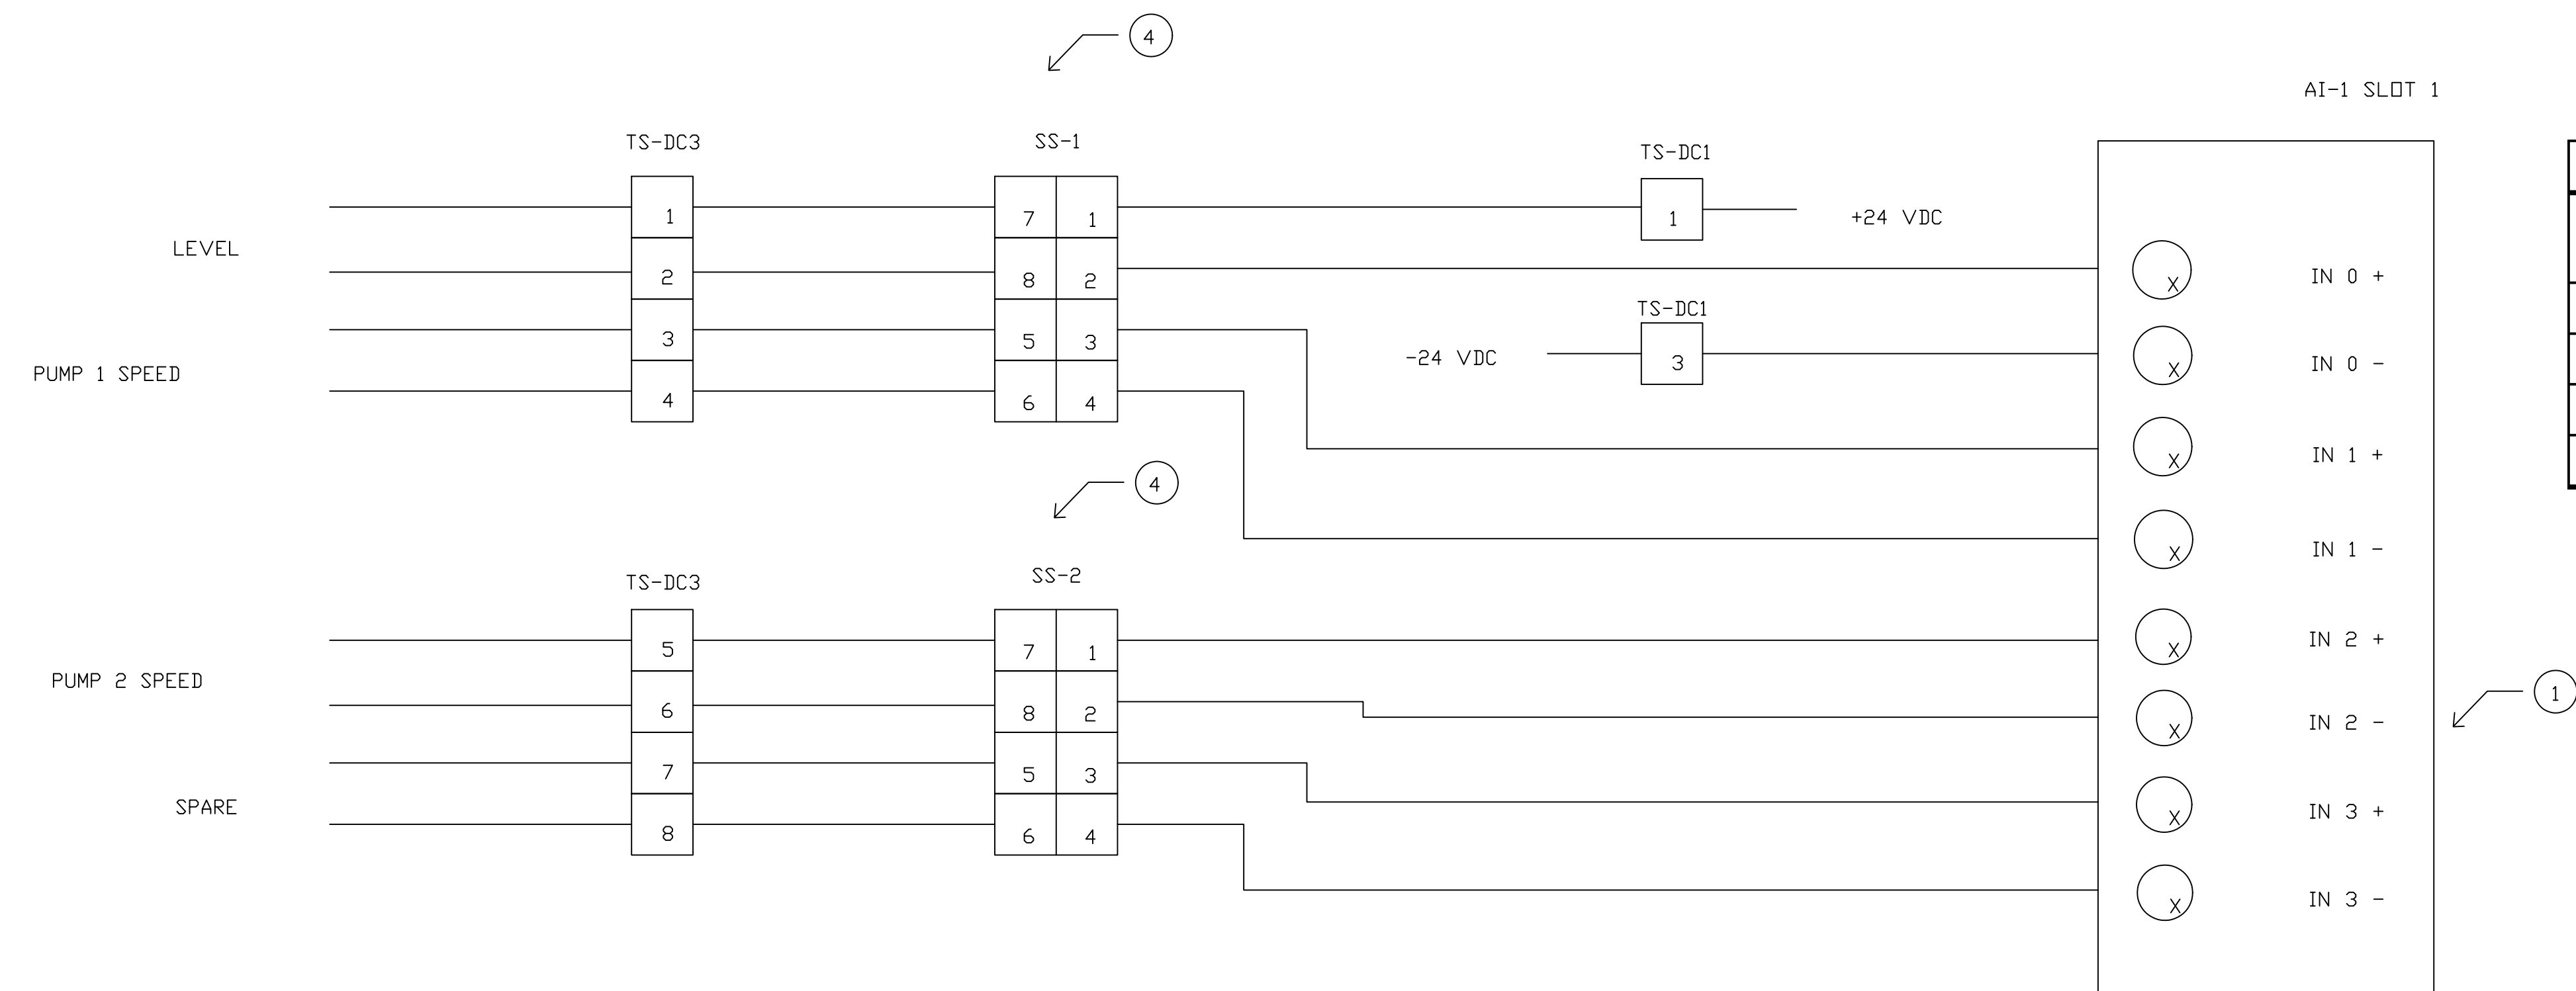 4
AI-1 SLOT 1
TS-DC3
SS-1
TS-DC1
1
7 1
1
+24 VDC
LEVEL
2
8 2
X
IN 0 +
TS-DC1
3
5 3
-24 VDC
3
X
IN 0 -
PUMP 1 SPEED
4
6 4
X
IN 1 +
4
X
IN 1 -
TS-DC3
SS-2
5
7 1
X
IN 2 +
PUMP 2 SPEED
6
8 2
X
IN 2 -
1
7
5 3
SPARE
8
6 4
X
IN 3 +
X
IN 3 -